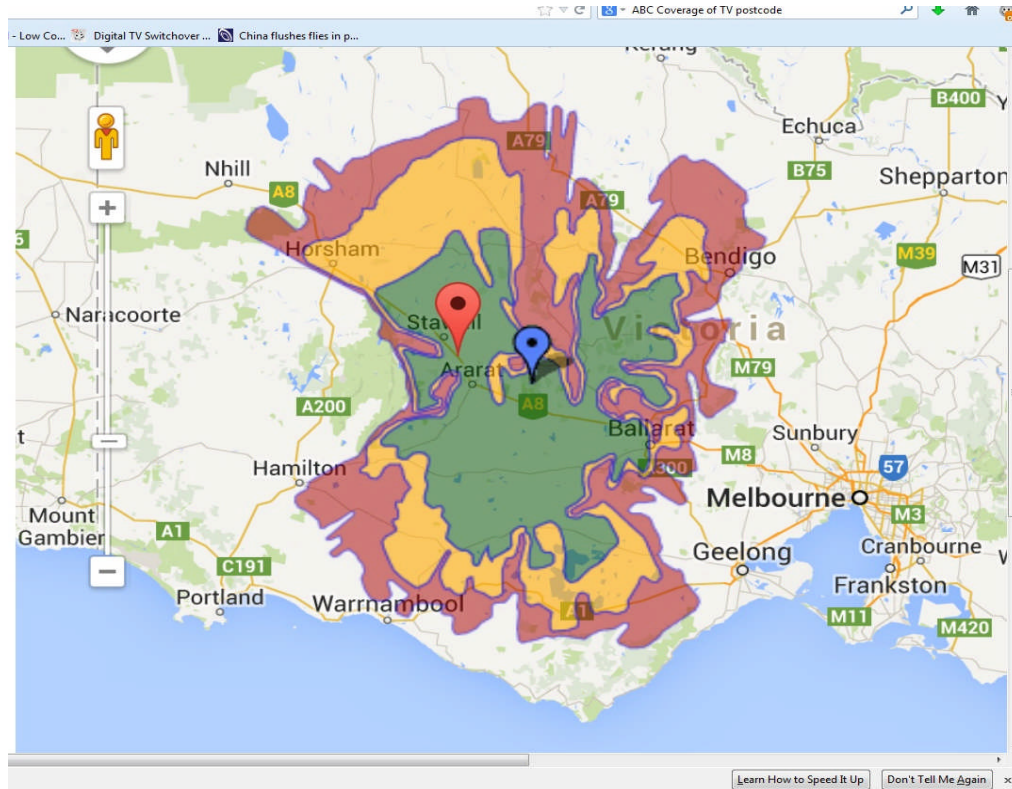 ABC Coverage of TV postcode
- Low Co... Digital TV Switchover ... China flushes flies in p...
Kerang
B400
Y
A79
Echuca
Nhill
B75
Shepparton
A8
A79
Horsham
Bendigo
M39
M31
Naracoorte
Stawell
Victoria
Ararat
M79
A200
A8
Ballarat
Sunbury
M8
57
Hamilton
A300
Melbourne
Mount
Gambier
A1
M3
Geelong
Cranbourne
C191
Frankston
Portland
Warrnambool
A1
M11
M420
Learn How to Speed It Up Don't Tell Me Again ×